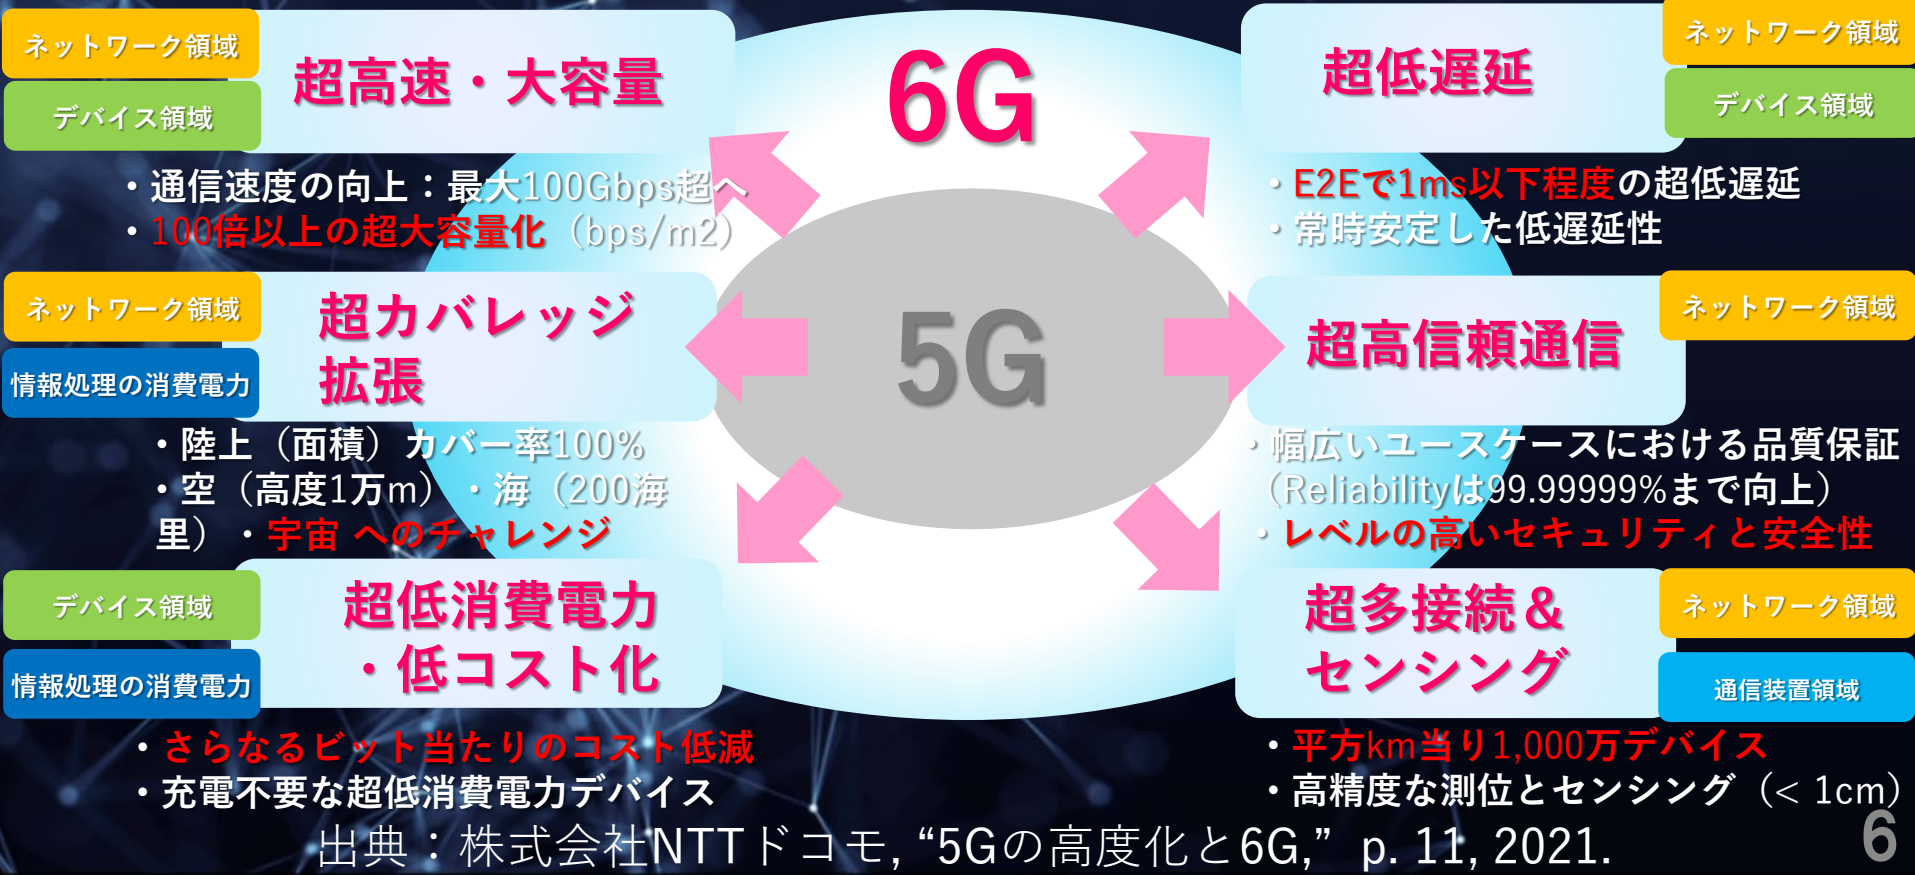 ネットワーク領域
デバイス領域
超高速・大容量
・通信速度の向上：最大100Gbps超へ
・100倍以上の超大容量化（bps/m2）
ネットワーク領域
情報処理の消費電力
超カバレッジ
拡張
・陸上（面積）カバー率100%
・空（高度1万m）・海（200海
里）・宇宙 へのチャレンジ
デバイス領域
情報処理の消費電力
超低消費電力
・低コスト化
・さらなるビット当たりのコスト低減
・充電不要な超低消費電力デバイス
6G
5G
超低遅延
ネットワーク領域
デバイス領域
・E2Eで1ms以下程度の超低遅延
・常時安定した低遅延性
超高信頼通信
ネットワーク領域
・幅広いユースケースにおける品質保証
（Reliabilityは99.99999%まで向上）
・レベルの高いセキュリティと安全性
超多接続＆
センシング
ネットワーク領域
通信装置領域
・平方km当り1,000万デバイス
・高精度な測位とセンシング（< 1cm）
出典：株式会社NTTドコモ, “5Gの高度化と6G,” p. 11, 2021.
6